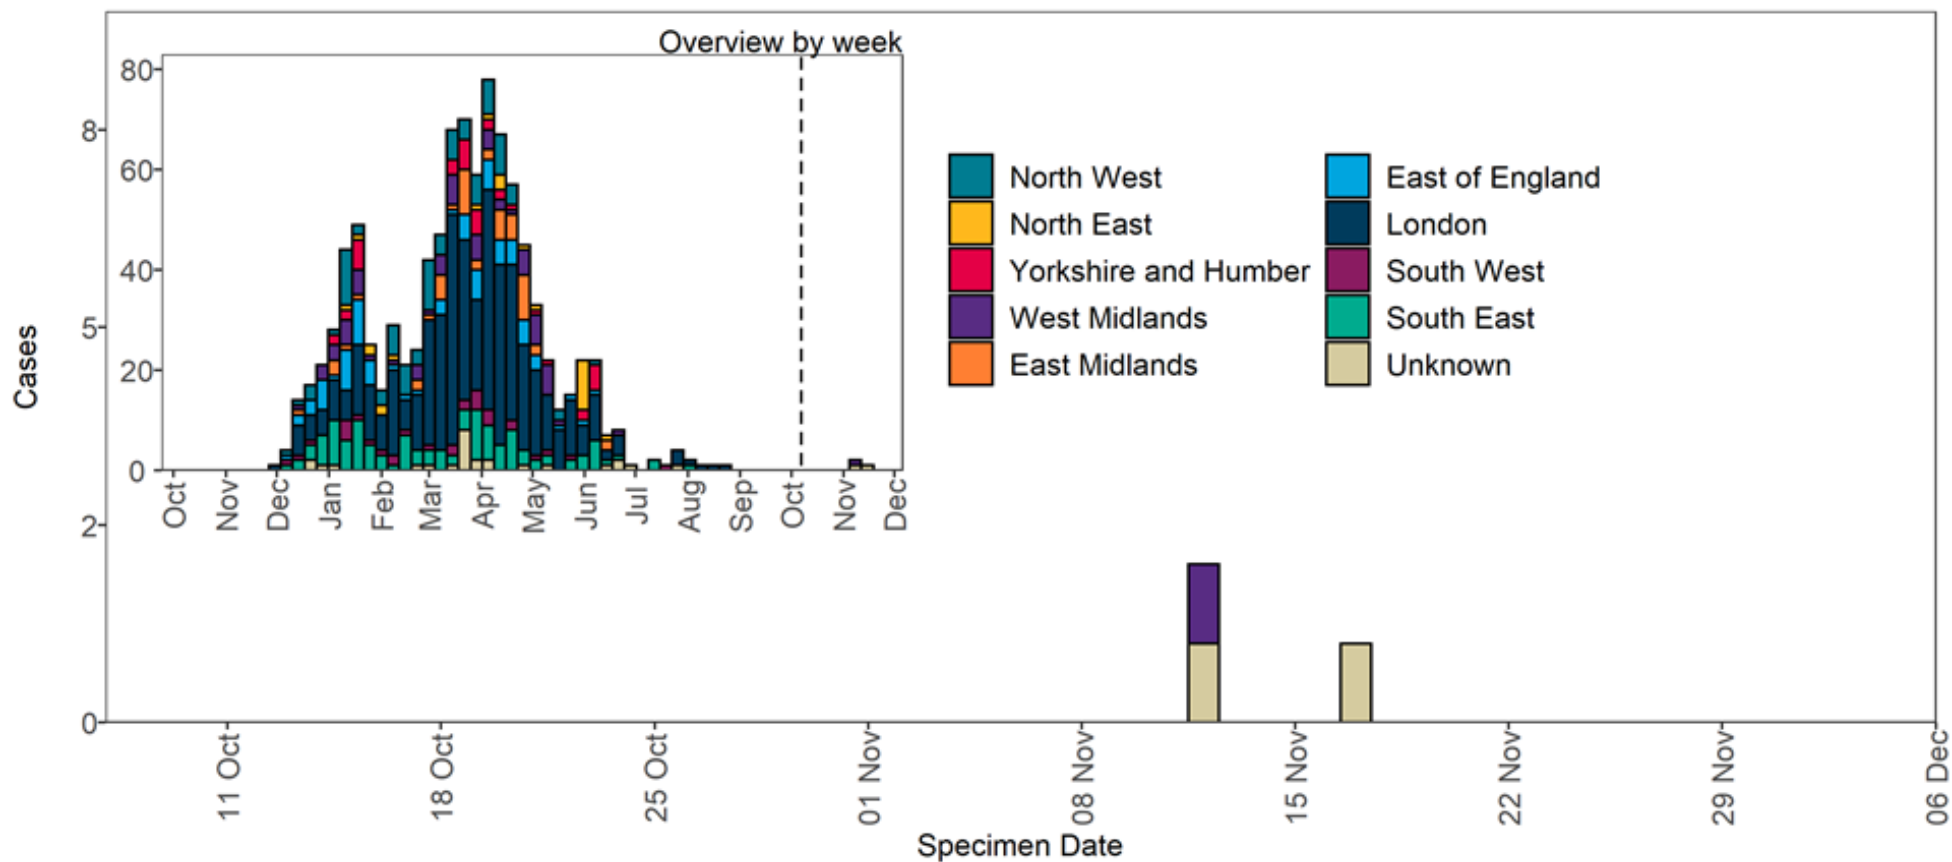 Overview by week
80
60
40
20
0
Oct
Nov
Dec
Jan
Feb
Mar
Apr
May
Jun
Jul
Aug
Sep
Oct
Nov
Dec
North West
North East
Yorkshire and Humber
West Midlands
East Midlands
East of England
London
South West
South East
Unknown
Cases
8
5
2
0
11 Oct
18 Oct
25 Oct
01 Nov
08 Nov
15 Nov
22 Nov
29 Nov
06 Dec
Specimen Date